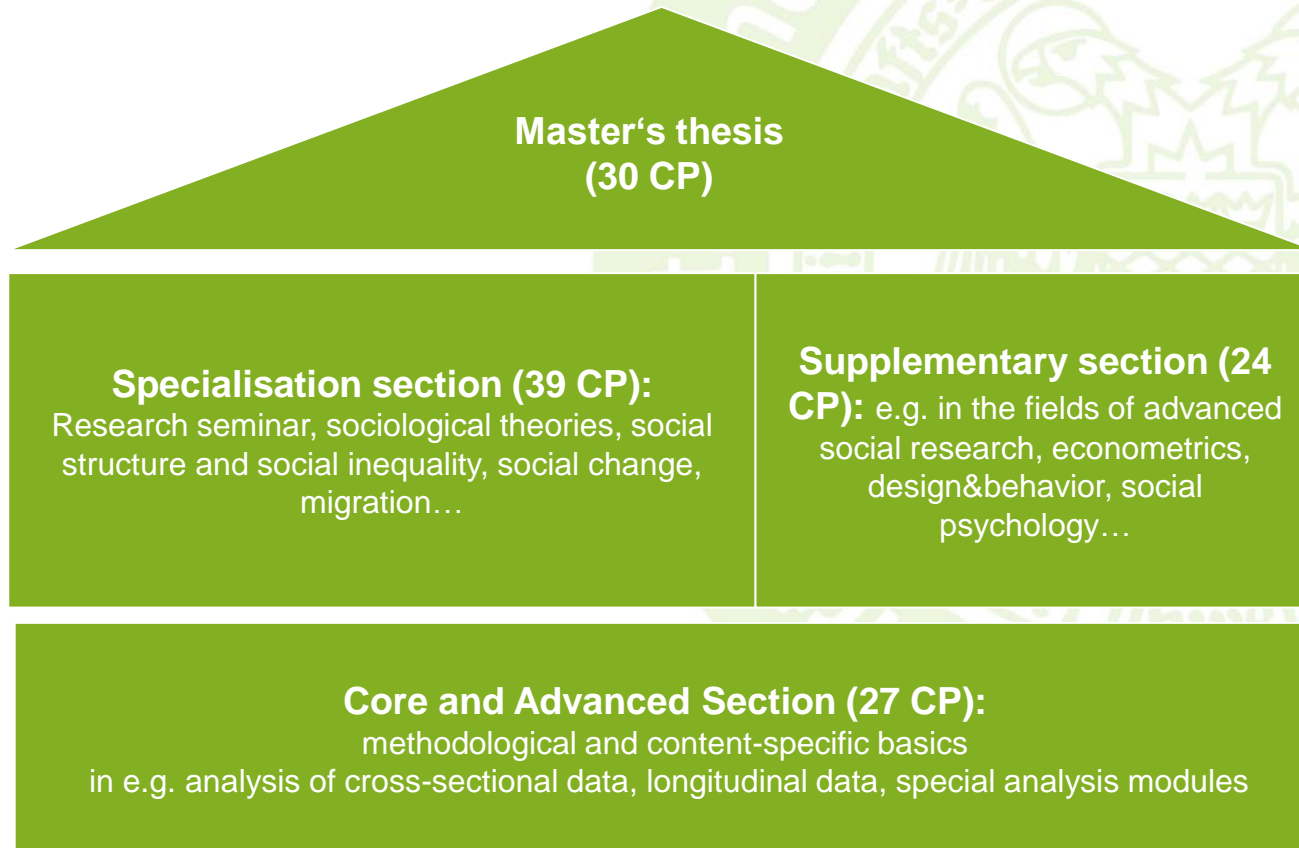 Master‘s thesis
(30 CP)
Specialisation section (39 CP):
Research seminar, sociological theories, social
structure and social inequality, social change,
migration…
Supplementary section (24
CP): e.g. in the fields of advanced
social research, econometrics,
design&behavior, social
psychology…
Core and Advanced Section (27 CP):
methodological and content-specific basics
in e.g. analysis of cross-sectional data, longitudinal data, special analysis modules